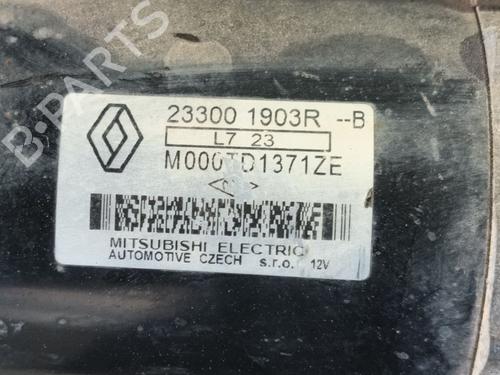 B-PARTS
23300 1903R --B
L7 23
M000TD1371ZE
MITSUBISHI ELECTRIC
AUTOMOTIVE CZECH s.r.o. 12V